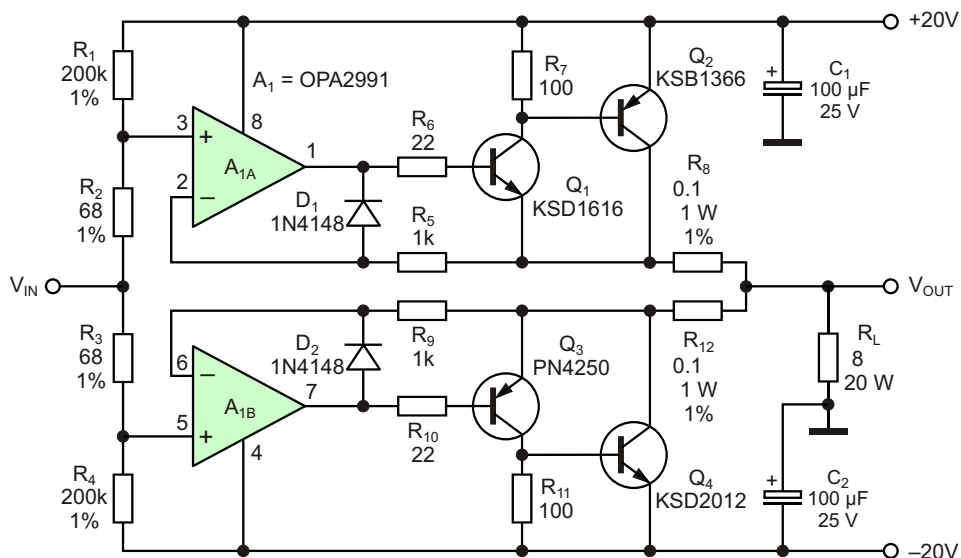 +20V
R1
200k
1%
A1 = OPA2991
R7
100
Q2
KSB1366
C1
+
100 µF
25 V
3
+
8
A1A
1
2
−
R6
22
Q1
KSD1616
R8
0.1
1 W
1%
R2
68
1%
D1
1N4148
R5
1k
VIN
VOUT
R3
68
1%
D2
1N4148
R9
1k
Q3
PN4250
R12
0.1
1 W
1%
RL
8
20 W
6
−
A1B
7
5
+
4
R10
22
R4
200k
1%
R11
100
Q4
KSD2012
C2
+
100 µF
25 V
–20V